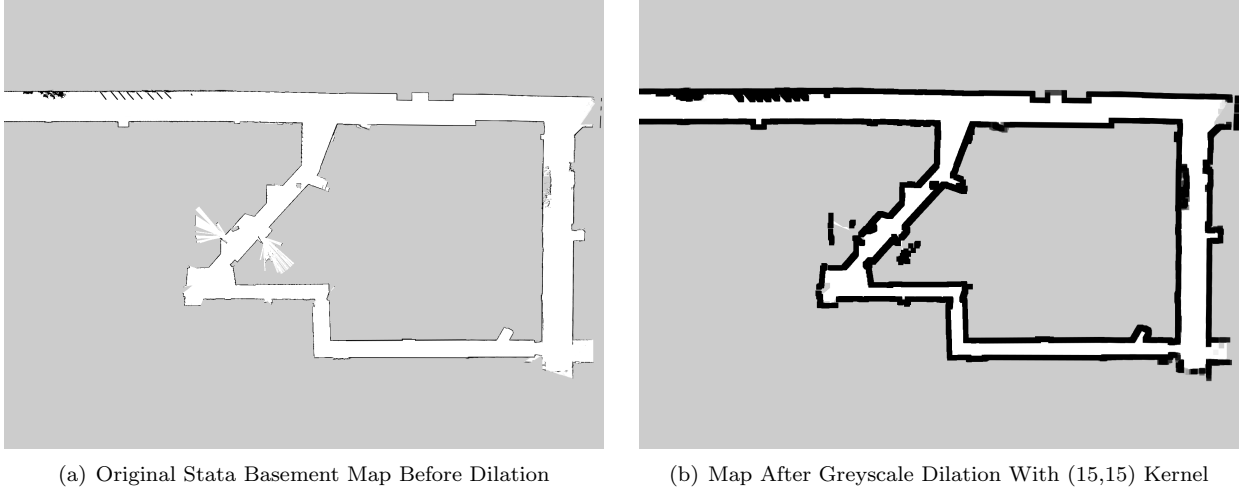 (a) Original Stata Basement Map Before Dilation
(b) Map After Greyscale Dilation With (15,15) Kernel